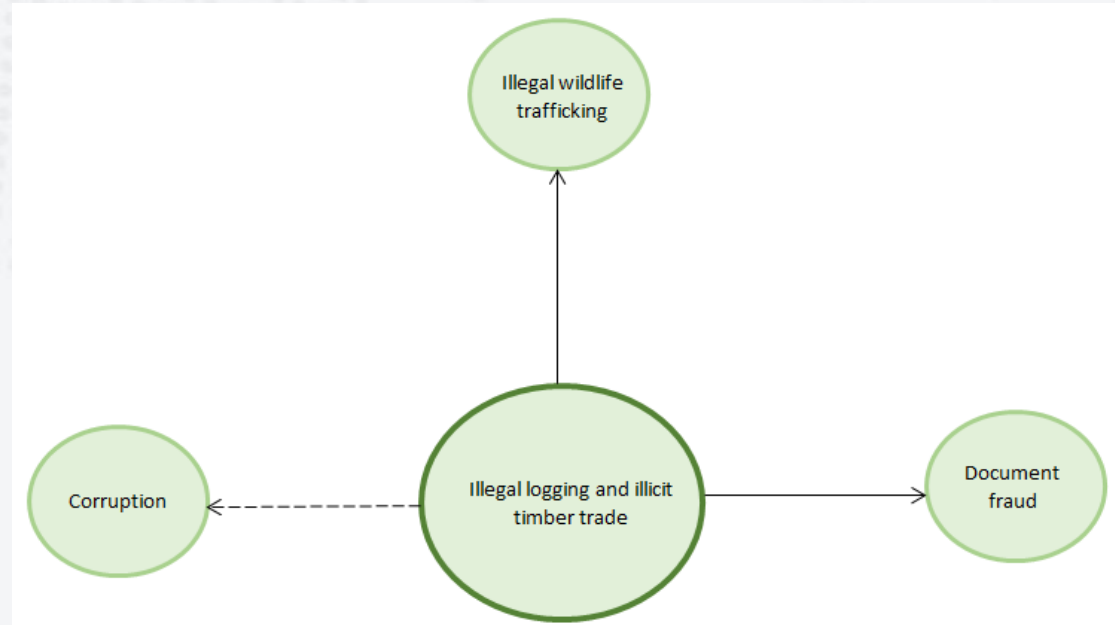 Illegal wildlife
trafficking
Corruption
Illegal logging and illicit
timber trade
Document
fraud